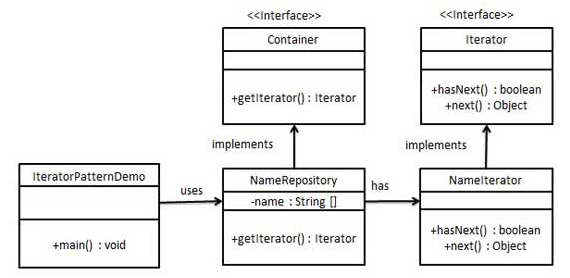 <<Interface>>
Container
+getIterator() : Iterator
<<Interface>>
Iterator
+hasNext() : boolean
+next() : Object
implements
implements
IteratorPatternDemo
+main() : void
uses
NameRepository
-name : String []
+getIterator() : Iterator
has
NameIterator
+hasNext() : boolean
+next() : Object